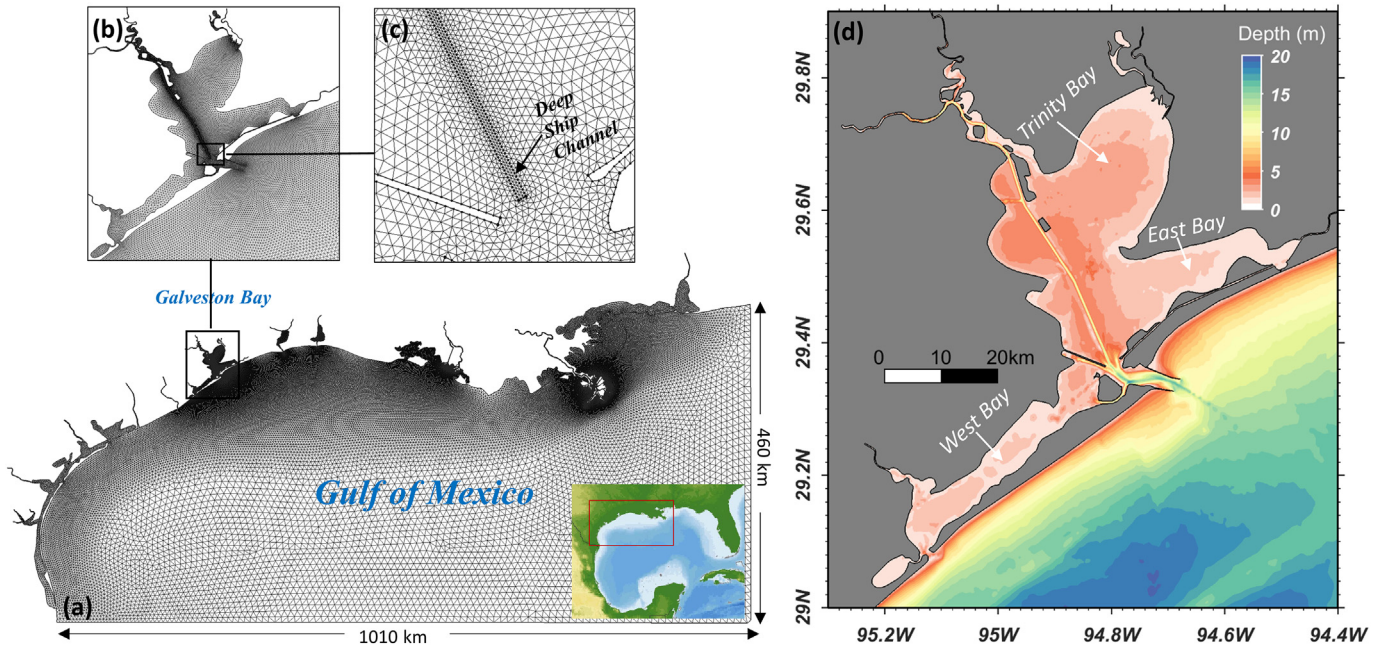 (b)
(c)
Deep
Ship
Channel
Galveston Bay
Gulf of Mexico
460 km
(a)
1010 km
(d)
Depth (m)
20
15
10
5
0
Trinity Bay
East Bay
West Bay
0 10 20km
29.8N
29.6N
29.4N
29.2N
29N
95.2W 95W 94.8W 94.6W 94.4W